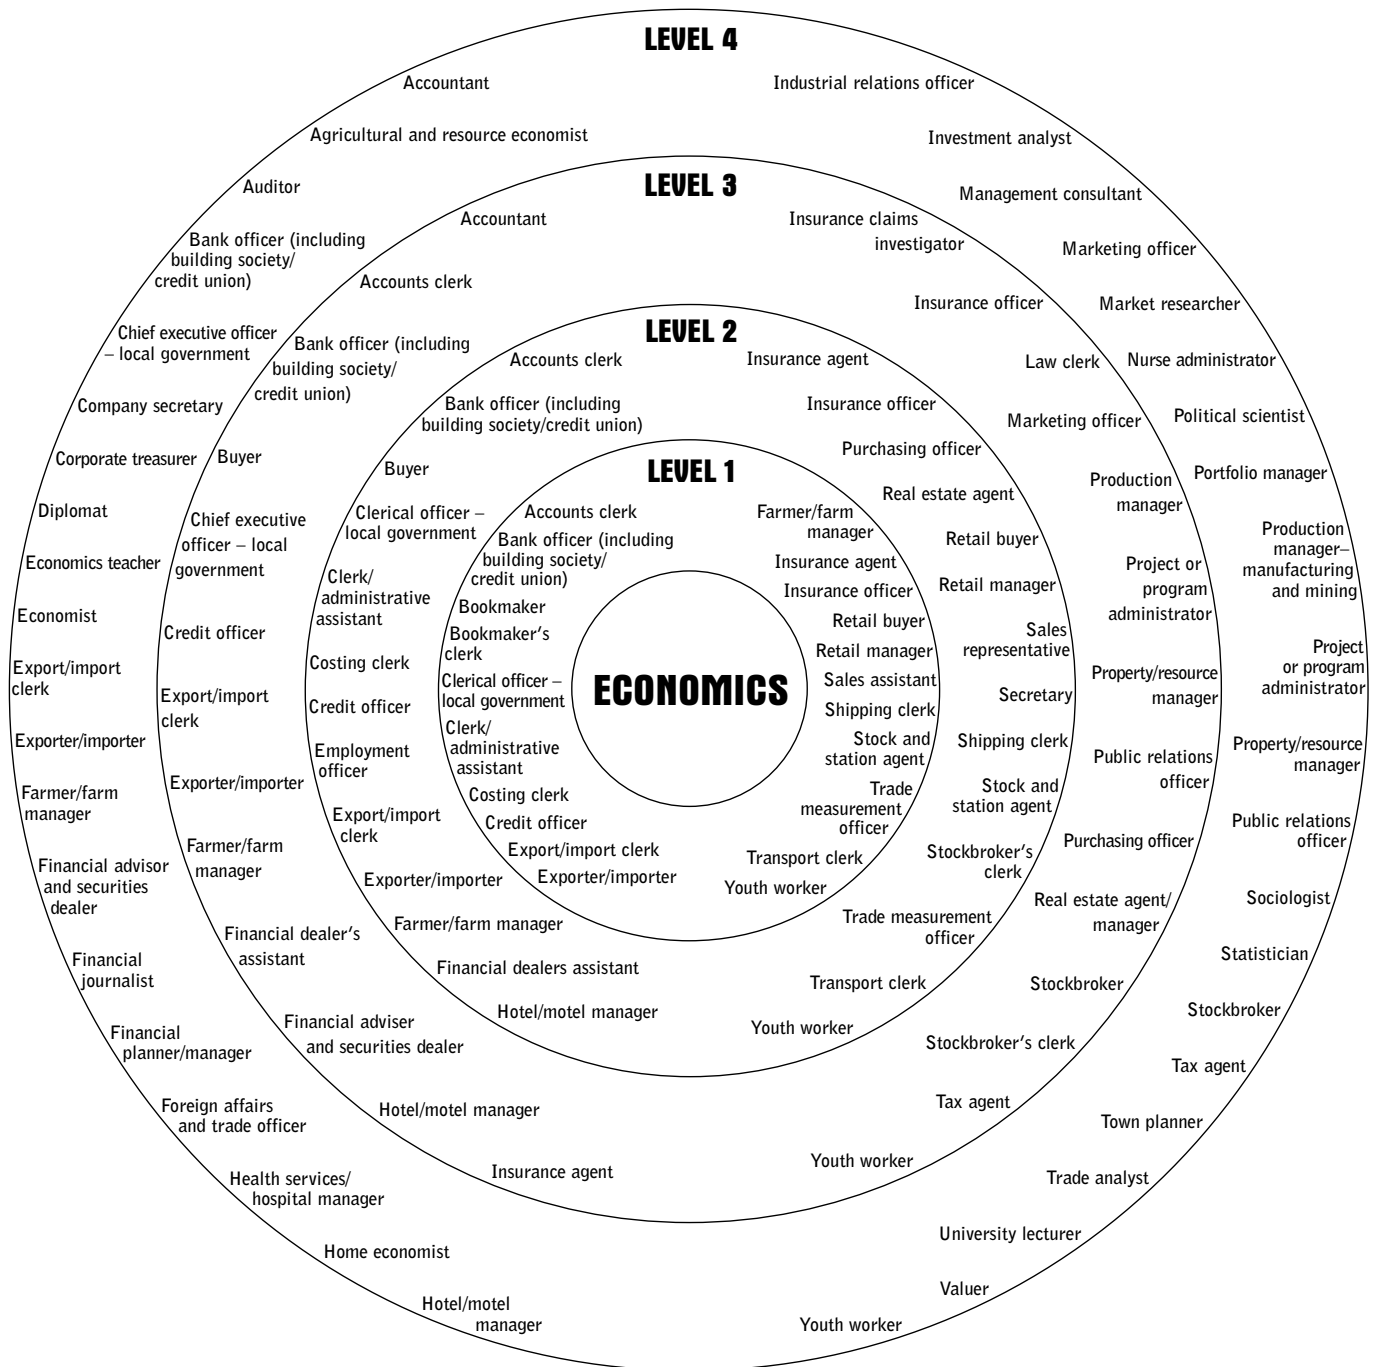 LEVEL 4
Accountant
Agricultural and resource economist
Auditor
Bank officer (including
building society/
credit union)
Chief executive officer
– local government
Company secretary
Corporate treasurer
Diplomat
Economics teacher
Economist
Export/import
clerk
Exporter/importer
Farmer/farm
manager
Financial advisor
and securities
dealer
Financial
journalist
Financial
planner/manager
Foreign affairs
and trade officer
Health services/
hospital manager
Home economist
Hotel/motel
manager
Industrial relations officer
Investment analyst
Management consultant
Marketing officer
Market researcher
Nurse administrator
Political scientist
Portfolio manager
Production
manager–
manufacturing
and mining
Project
or program
administrator
Property/resource
manager
Public relations
officer
Sociologist
Statistician
Stockbroker
Tax agent
Town planner
Trade analyst
University lecturer
Valuer
Youth worker
LEVEL 3
Accountant
Accounts clerk
Bank officer (including
building society/
credit union)
Buyer
Chief executive
officer – local
government
Credit officer
Export/import
clerk
Exporter/importer
Farmer/farm
manager
Financial dealer's
assistant
Financial adviser
and securities dealer
Hotel/motel manager
Insurance agent
Insurance claims
investigator
Insurance officer
Law clerk
Marketing officer
Production
manager
Project or
program
administrator
Property/resource
manager
Public relations
officer
Purchasing officer
Real estate agent/
manager
Stockbroker
Stockbroker's clerk
Tax agent
Youth worker
LEVEL 2
Accounts clerk
Bank officer (including
building society/credit union)
Buyer
Clerical officer –
local government
Clerk/
administrative
assistant
Costing clerk
Credit officer
Employment
officer
Export/import
clerk
Exporter/importer
Farmer/farm manager
Financial dealers assistant
Hotel/motel manager
Insurance agent
Insurance officer
Purchasing officer
Real estate agent
Retail buyer
Retail manager
Sales
representative
Secretary
Shipping clerk
Stock and
station agent
Stockbroker's
clerk
Trade measurement
officer
Transport clerk
Youth worker
LEVEL 1
Accounts clerk
Bank officer (including
building society/
credit union)
Bookmaker
Bookmaker's
clerk
Clerical officer –
local government
Clerk/
administrative
assistant
Costing clerk
Credit officer
Export/import clerk
Exporter/importer
Farmer/farm
manager
Insurance agent
Insurance officer
Retail buyer
Retail manager
Sales assistant
Shipping clerk
Stock and
station agent
Trade
measurement
officer
Transport clerk
Youth worker
ECONOMICS